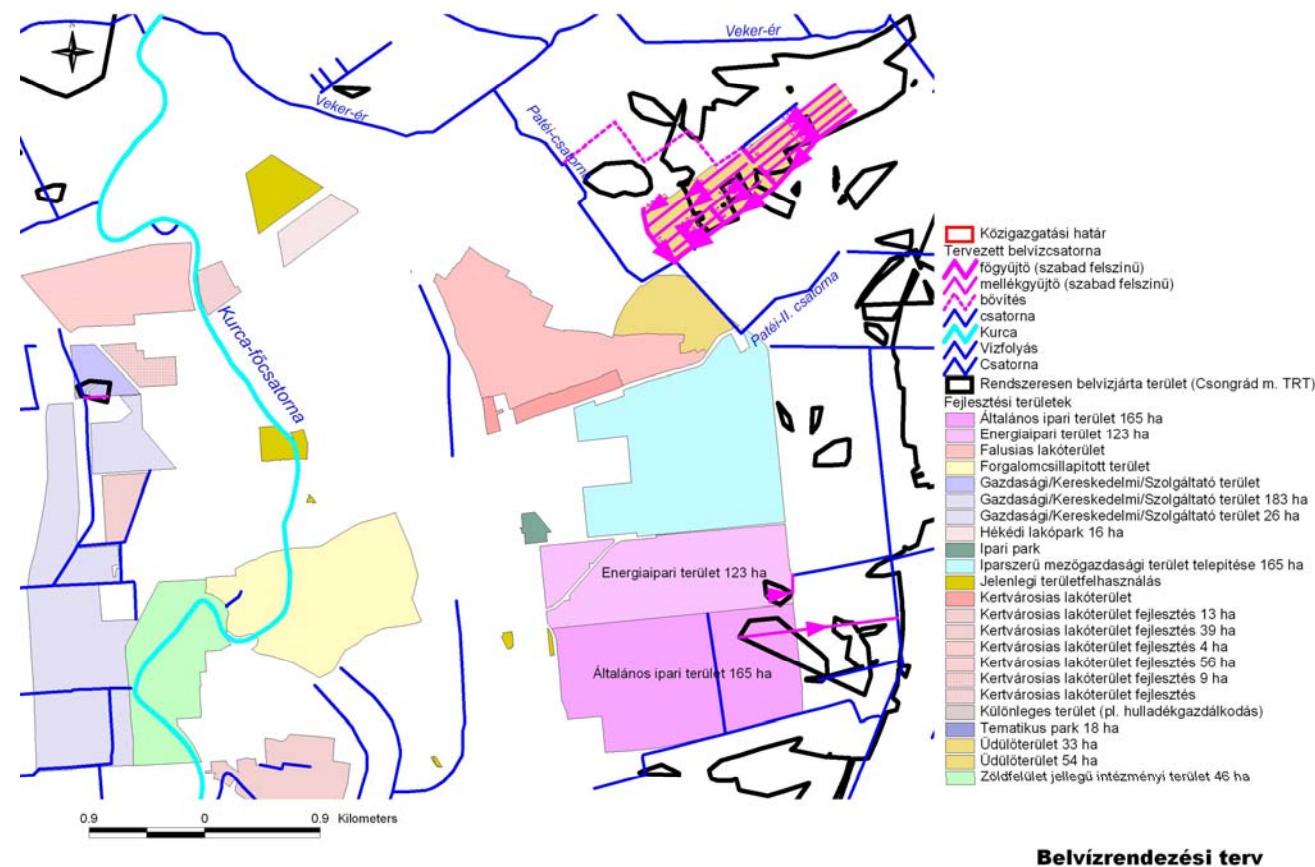 Veker-ér
Veker-ér
Patéi-csatorna
Patéi-II. csatorna
Kurca-főcsatorna
Energiaipari terület 123 ha
Általános ipari terület 165 ha
0.9 0 0.9 Kilometers
Közigazgatási határ
Tervezett belvízcsatorna
főgyűjtő (szabad felszínű)
mellékgyűjtő (szabad felszínű)
bővítés
csatorna
Kurca
Vízfolyás
Csatorna
Rendszeresen belvízjárta terület (Csongrád m. TRT)
Fejlesztési területek
Általános ipari terület 165 ha
Energiaipari terület 123 ha
Falusias lakóterület
Forgalomcsillapított terület
Gazdasági/Kereskedelmi/Szolgáltató terület
Gazdasági/Kereskedelmi/Szolgáltató terület 183 ha
Gazdasági/Kereskedelmi/Szolgáltató terület 26 ha
Hékédi lakópark 16 ha
Ipari park
Iparszerű mezőgazdasági terület telepítése 165 ha
Jelenlegi területfelhasználás
Kertvárosias lakóterület
Kertvárosias lakóterület fejlesztés 13 ha
Kertvárosias lakóterület fejlesztés 39 ha
Kertvárosias lakóterület fejlesztés 4 ha
Kertvárosias lakóterület fejlesztés 56 ha
Kertvárosias lakóterület fejlesztés 9 ha
Kertvárosias lakóterület fejlesztés
Különleges terület (pl. hulladékgazdálkodás)
Tematikus park 18 ha
Üdülőterület 33 ha
Üdülőterület 54 ha
Zöldfelület jellegű intézményi terület 46 ha
Belvízrendezési terv